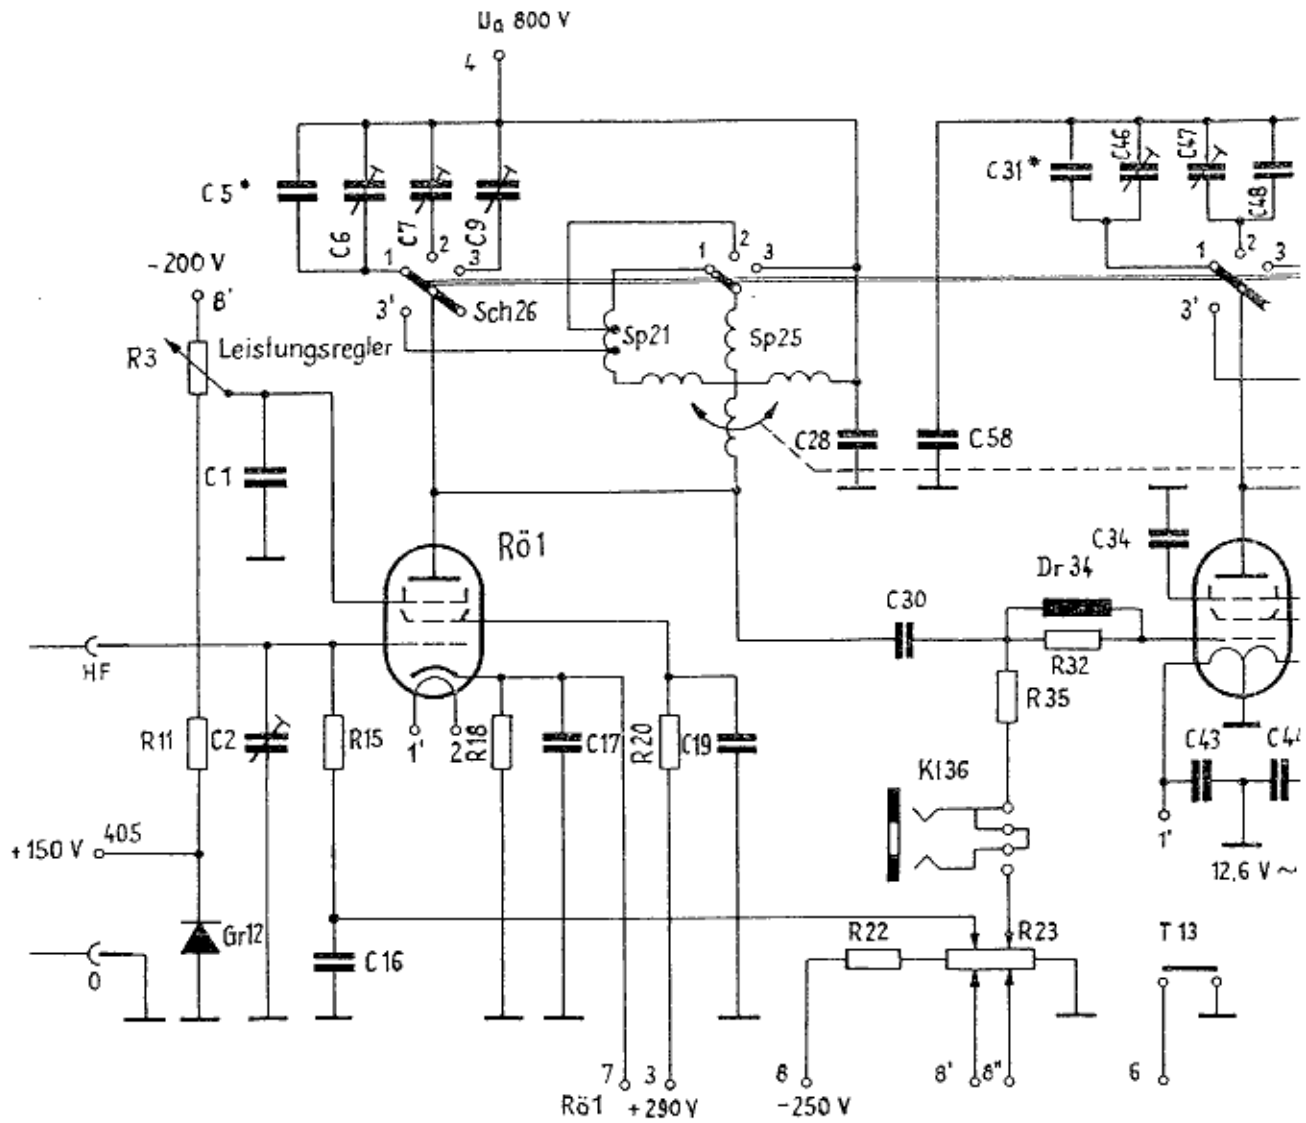 Ua 800 V
4
C5*
C6
C7
C9
1
2
3
3'
Sch26
-200 V
8'
R3
Leistungsregler
C1
1
2
3
Sp21
Sp25
C28
C58
C31*
C46
C47
C48
1
2
3
3'
Rö1
C34
Dr34
C30
R32
R35
HF
R11
C2
R15
1'
2
R18
C17
R20
C19
Kl36
C43
C44
1'
12,6 V ~
+150 V
405
Gr12
0
C16
R22
R23
T13
7
3
8
8'
8"
6
Rö1
+290V
-250 V